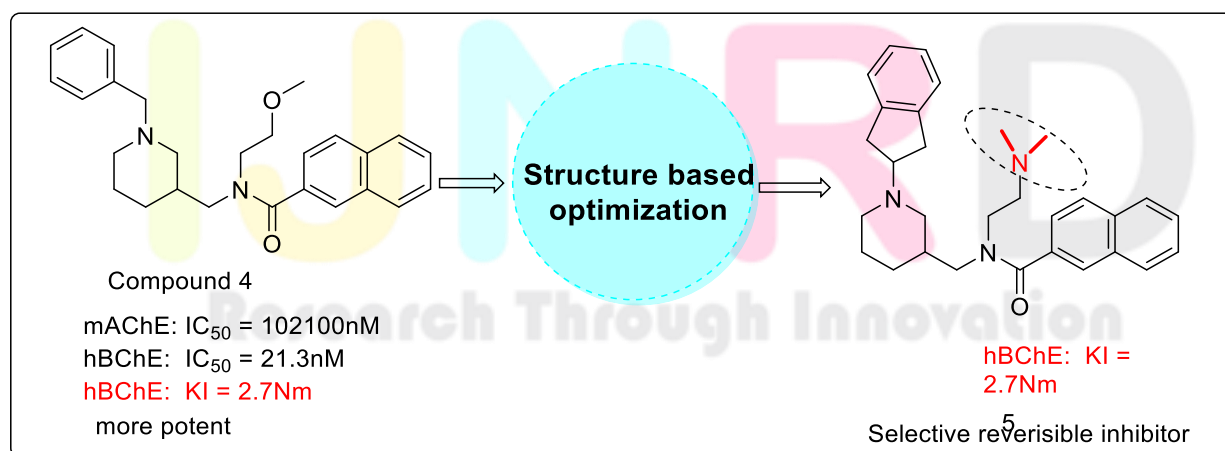 IJNRD
Research Through Innovation
N
O
N
O
Compound 4
mAChE: IC50 = 102100nM
hBChE: IC50 = 21.3nM
hBChE: KI = 2.7Nm
more potent
Structure based
optimization
N
N
N
O
hBChE: KI =
2.7Nm
5
Selective reverisible inhibitor